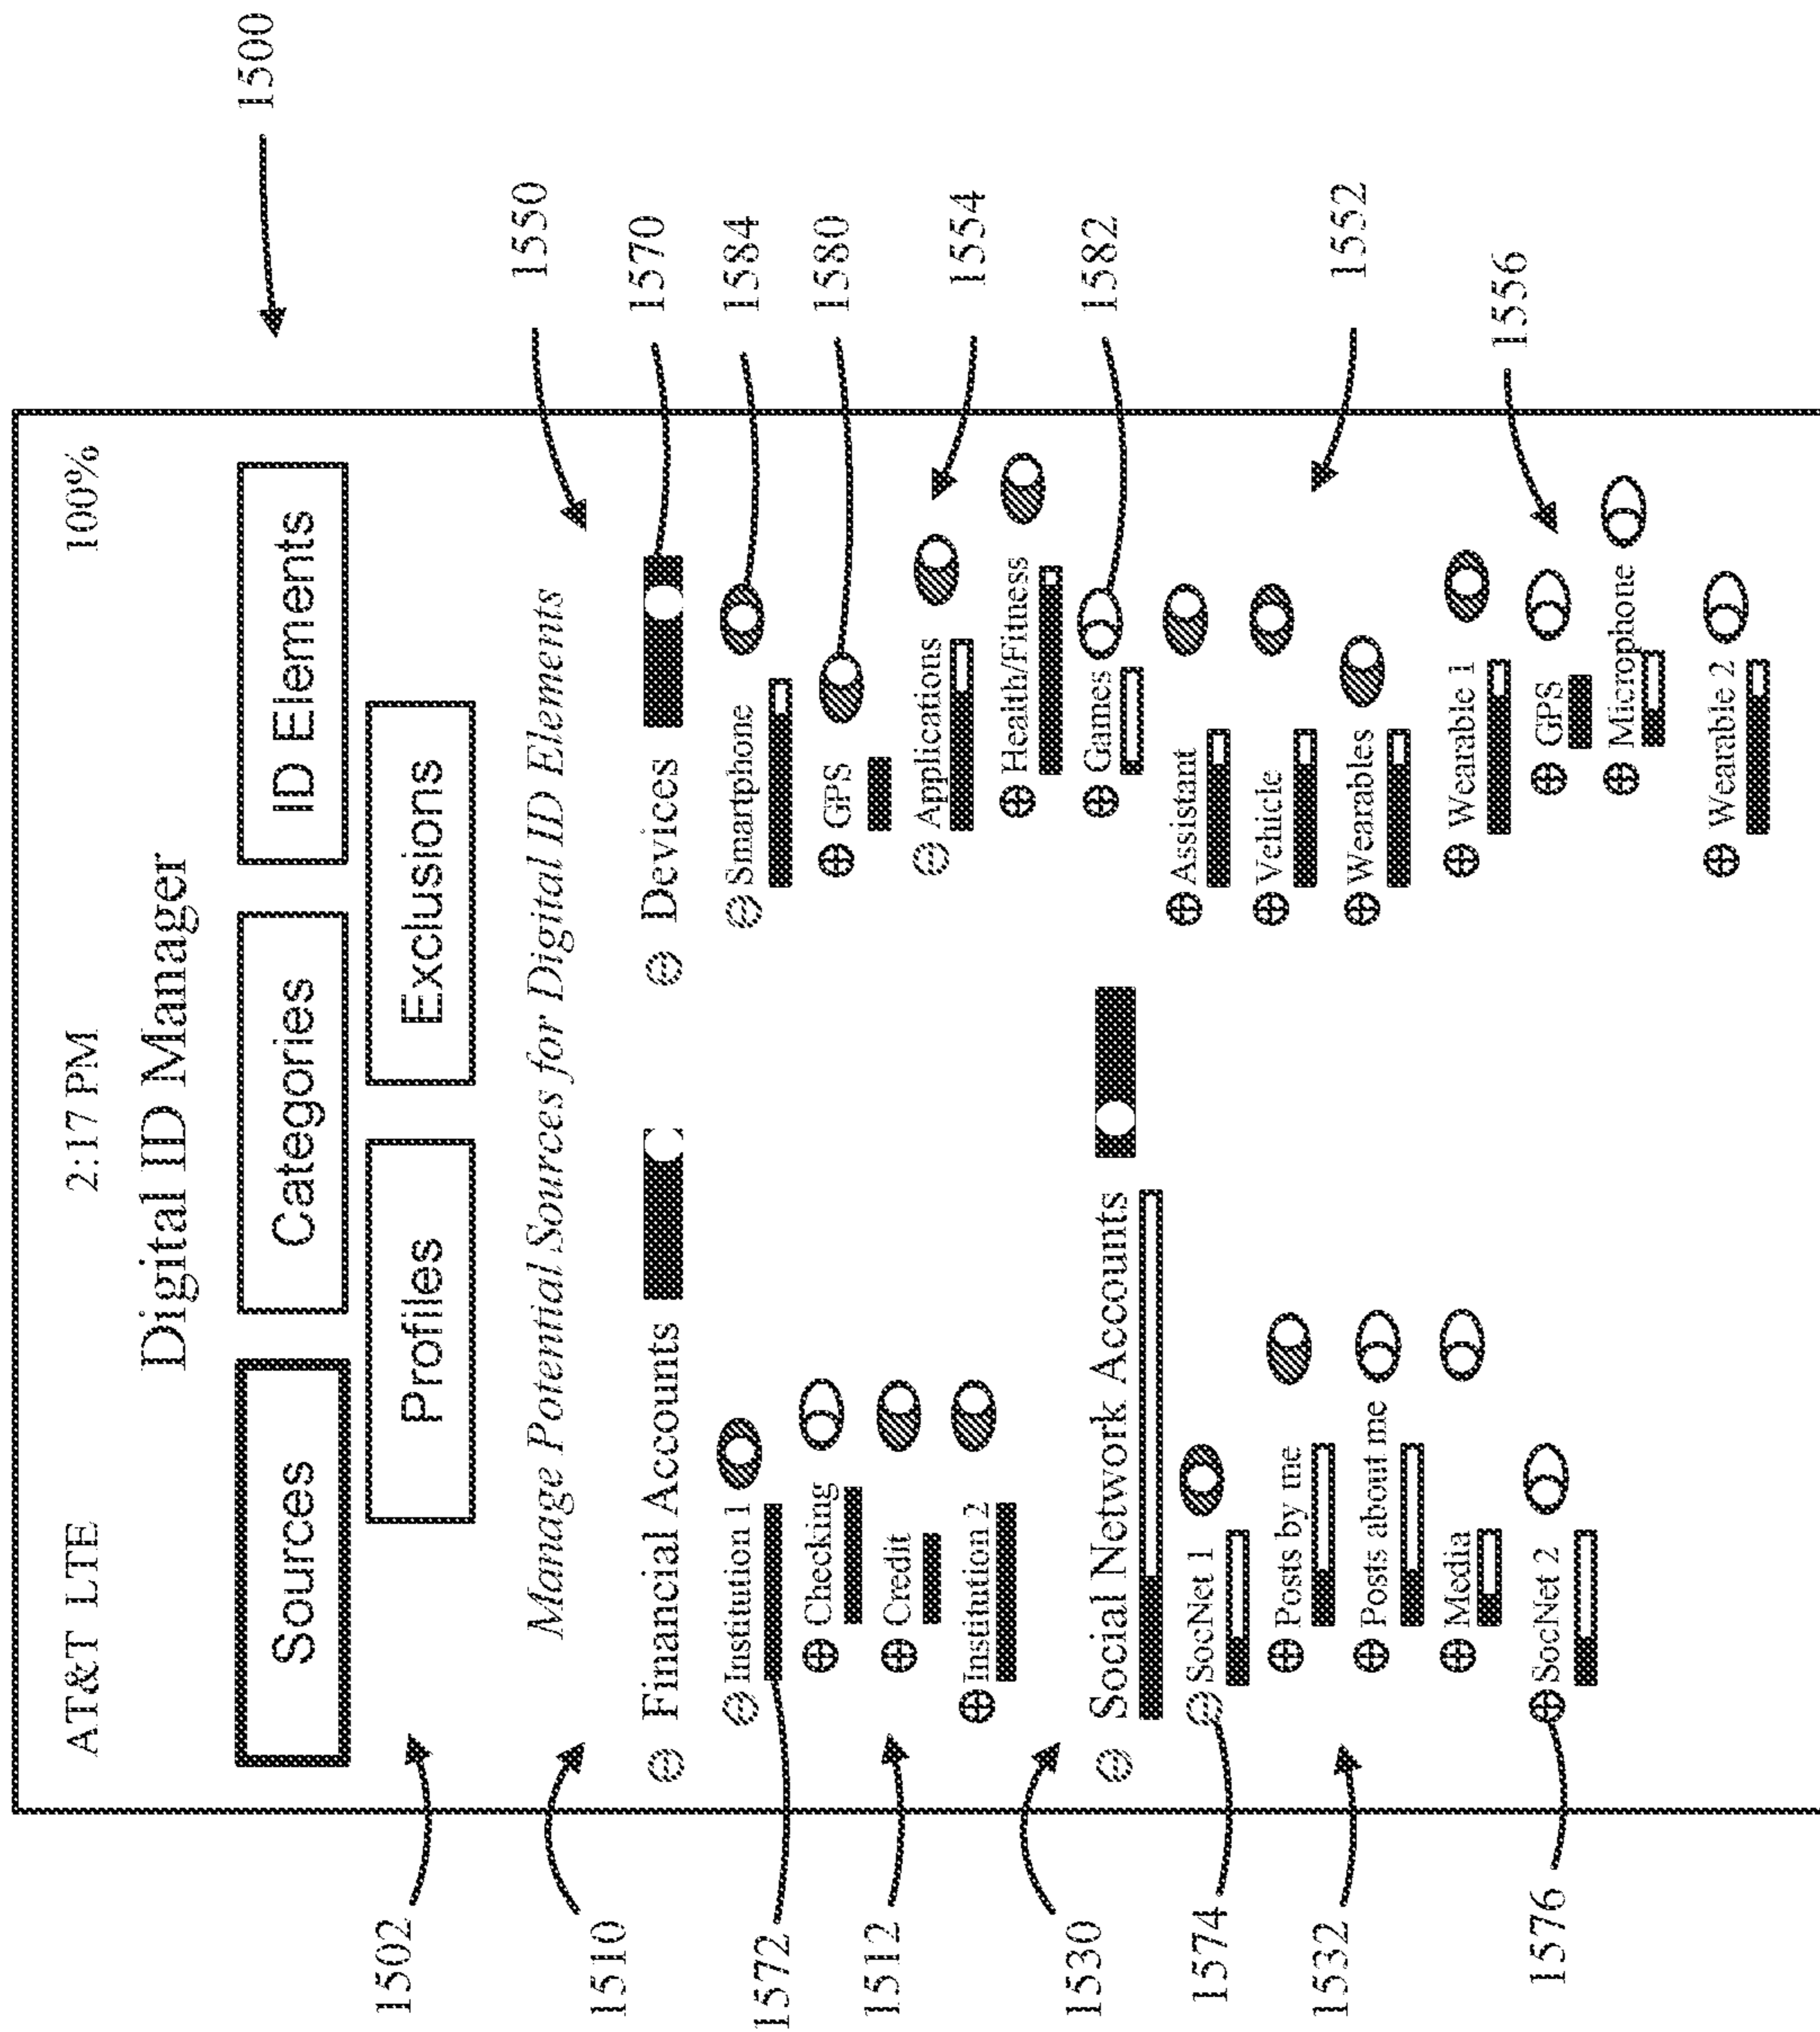 1500
AT&T LTE 2:17 PM 100%
Digital ID Manager
Sources Categories ID Elements
Profiles Exclusions
1502
Manage Potential Sources for Digital ID Elements
1510
1550
Financial Accounts
1570
Institution 1
1572
Checking
Credit
1512
Institution 2
1530
Social Network Accounts
SocNet 1
1574
Posts by me
Posts about me
1532
Media
SocNet 2
1576
Devices
Smartphone
1584
GPS
1580
Applications
1554
Health/Fitness
Games
1582
Assistant
Vehicle
1552
Wearables
Wearable 1
GPS
1556
Microphone
Wearable 2